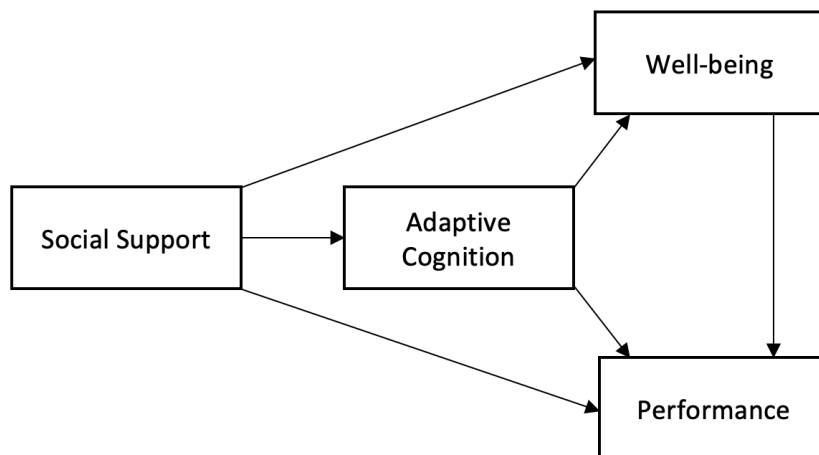 Well-being
Social Support
Adaptive
Cognition
Performance